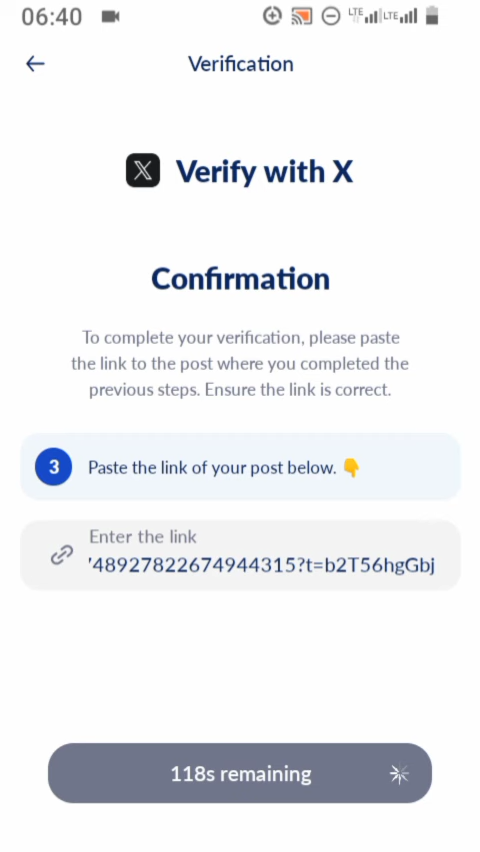 06:40
LTE LTE
Verification
X Verify with X
Confirmation
To complete your verification, please paste
the link to the post where you completed the
previous steps. Ensure the link is correct.
3 Paste the link of your post below. 👇
Enter the link
'48927822674944315?t=b2T56hgGbj
118s remaining